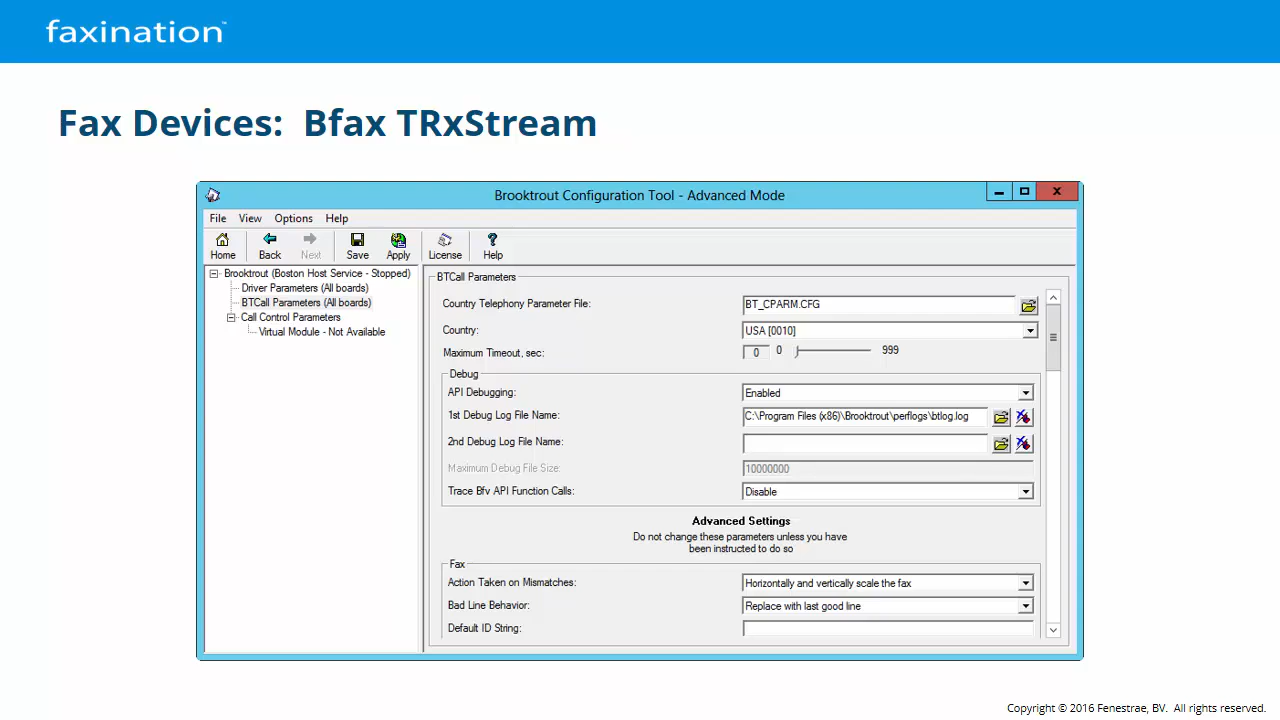 faxination™
Fax Devices: Bfax TRxStream
Brooktrout Configuration Tool - Advanced Mode
File View Options Help
Home Back Next Save Apply License Help
Brooktrout (Boston Host Service - Stopped)
Driver Parameters (All boards)
BTCall Parameters (All boards)
Call Control Parameters
Virtual Module - Not Available
BTCall Parameters
Country Telephony Parameter File: BT_CPARM.CFG
Country: USA [0010]
Maximum Timeout, sec: 0 0 999
Debug
API Debugging: Enabled
1st Debug Log File Name: C:\Program Files (x86)\Brooktrout\perflogs\btlog.log
2nd Debug Log File Name:
Maximum Debug File Size: 10000000
Trace Bfv API Function Calls: Disable
Advanced Settings
Do not change these parameters unless you have
been instructed to do so
Fax
Action Taken on Mismatches: Horizontally and vertically scale the fax
Bad Line Behavior: Replace with last good line
Default ID String:
Copyright © 2016 Fenestrae, BV. All rights reserved.